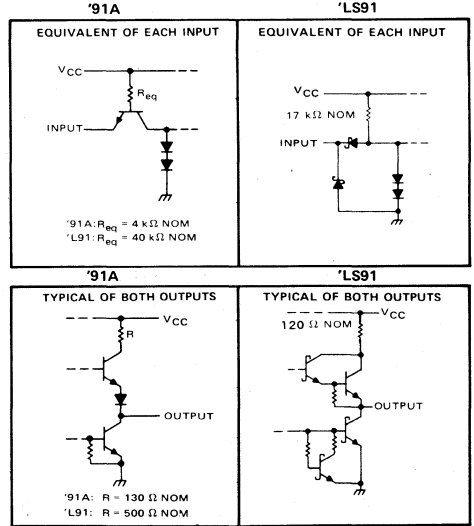 '91A
EQUIVALENT OF EACH INPUT
VCC
Req
INPUT
'91A: Req = 4 kΩ NOM
'L91: Req = 40 kΩ NOM
'LS91
EQUIVALENT OF EACH INPUT
VCC
17 kΩ NOM
INPUT
'91A
TYPICAL OF BOTH OUTPUTS
VCC
R
OUTPUT
'91A: R = 130 Ω NOM
'L91: R = 500 Ω NOM
'LS91
TYPICAL OF BOTH OUTPUTS
VCC
120 Ω NOM
OUTPUT